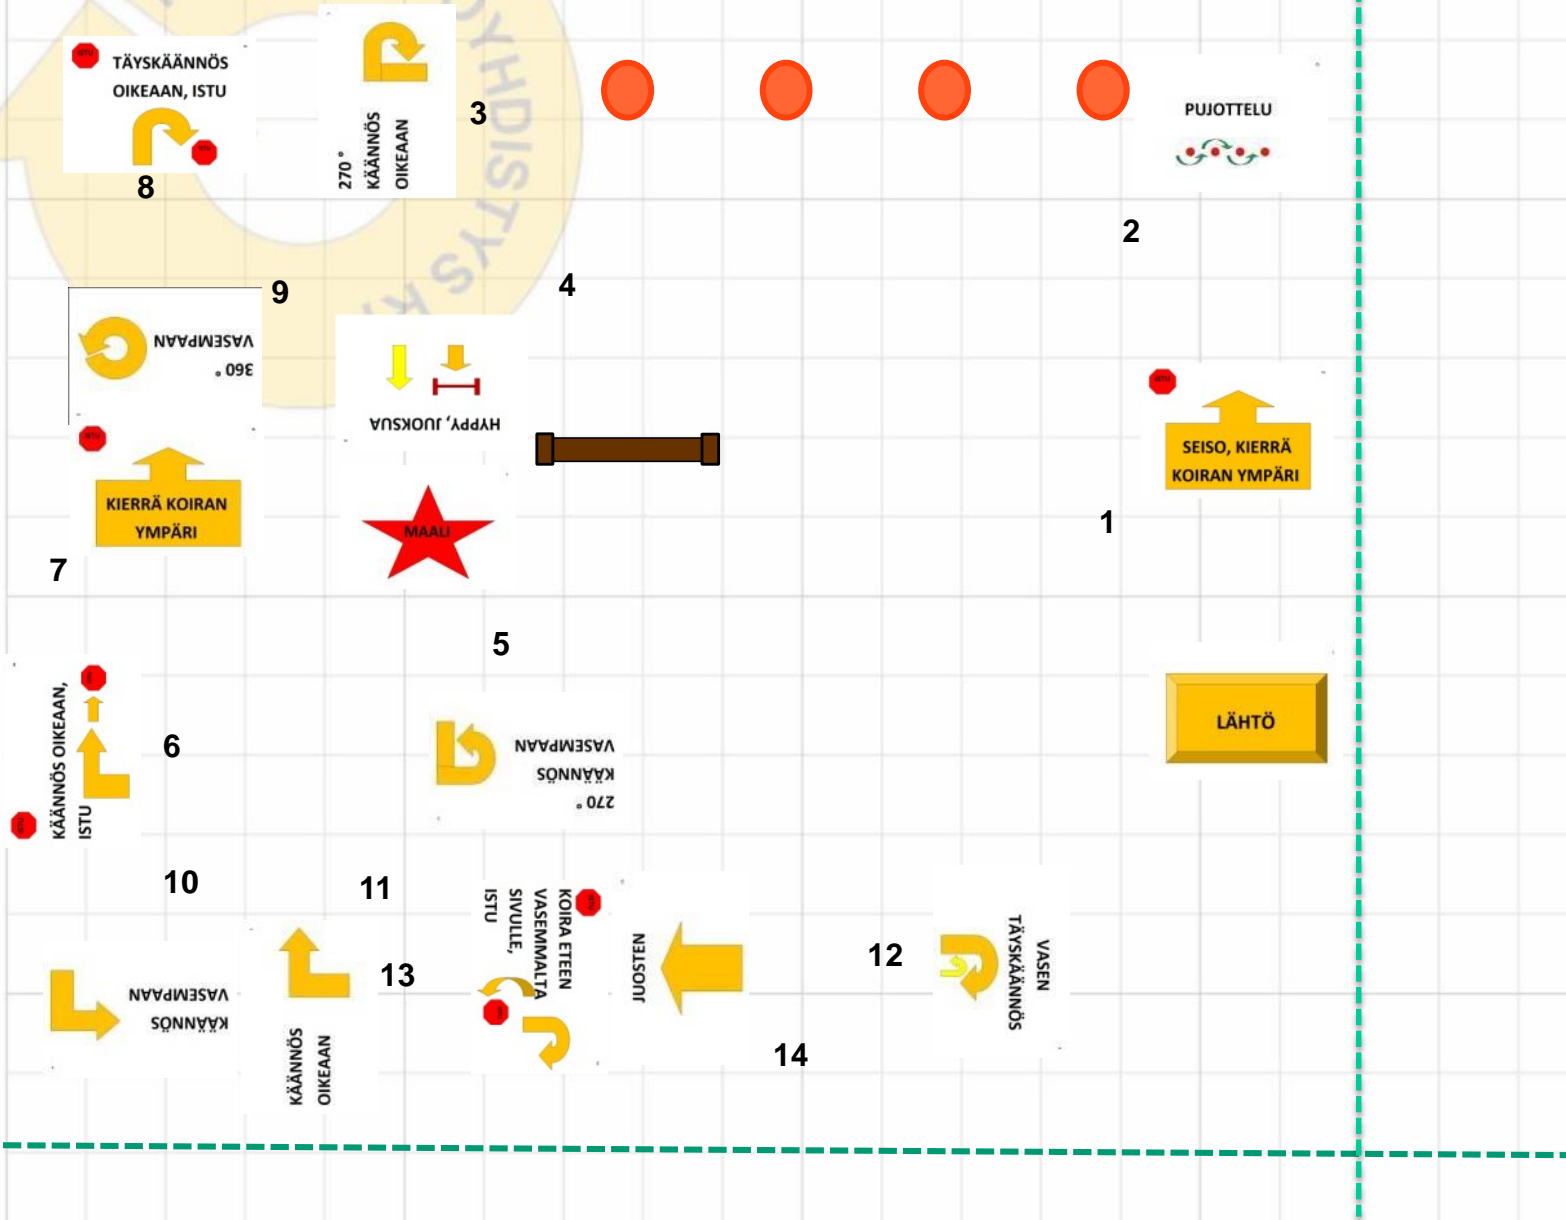 TÄYSKÄÄNNÖS
OIKEAAN, ISTU
8
270 °
KÄÄNNÖS
OIKEAAN
3
PUJOTTELU
2
9
360 °
VASEMPAAN
4
HYPPY, JUOKSUA
SEISO, KIERRÄ
KOIRAN YMPÄRI
1
KIERRÄ KOIRAN
YMPÄRI
7
MAALI
5
KÄÄNNÖS OIKEAAN,
ISTU
6
270 °
KÄÄNNÖS
VASEMPAAN
LÄHTÖ
10
11
KÄÄNNÖS
VASEMPAAN
KÄÄNNÖS
OIKEAAN
13
KOIRA ETEEN
VASEMMALTA
SIVULLE,
ISTU
JUOSTEN
14
12
VASEN
TÄYSKÄÄNNÖS